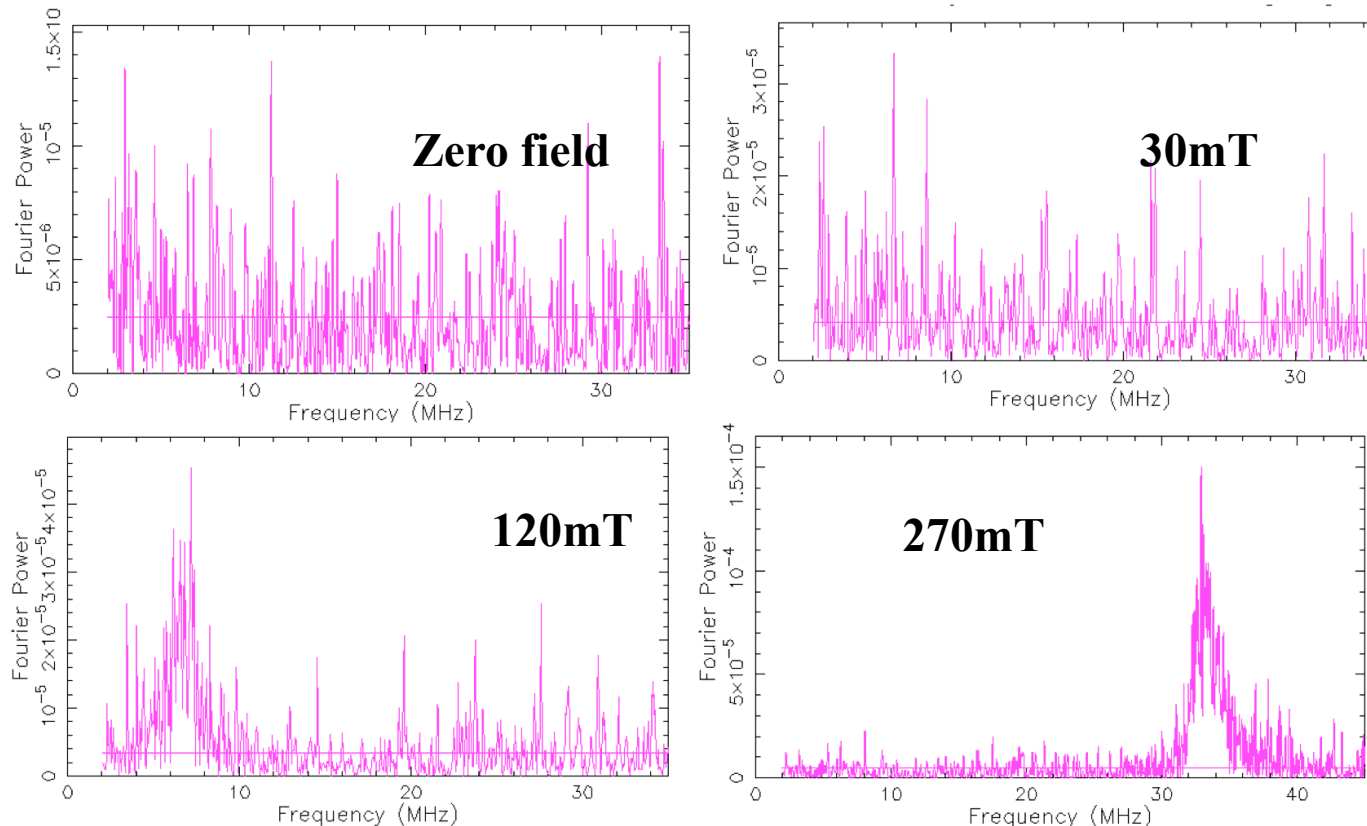 1.5×10
10⁻⁵
5×10⁻⁶
0
Fourier Power
Zero field
0 10 20 30
Frequency (MHz)
3×10⁻⁵
2×10⁻⁵
10⁻⁵
0
Fourier Power
30mT
0 10 20 30
Frequency (MHz)
4×10⁻⁵
3×10⁻⁵
2×10⁻⁵
10⁻⁵
0
Fourier Power
120mT
0 10 20 30
Frequency (MHz)
1.5×10⁻⁴
10⁻⁴
5×10⁻⁵
0
Fourier Power
270mT
0 10 20 30 40
Frequency (MHz)